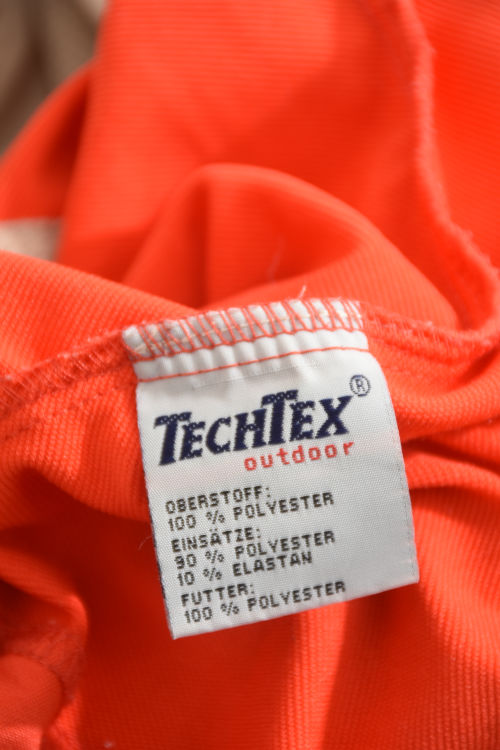 TECHTEX®
outdoor
OBERSTOFF:
100 % POLYESTER
EINSÄTZE:
90 % POLYESTER
10 % ELASTAN
FUTTER:
100 % POLYESTER